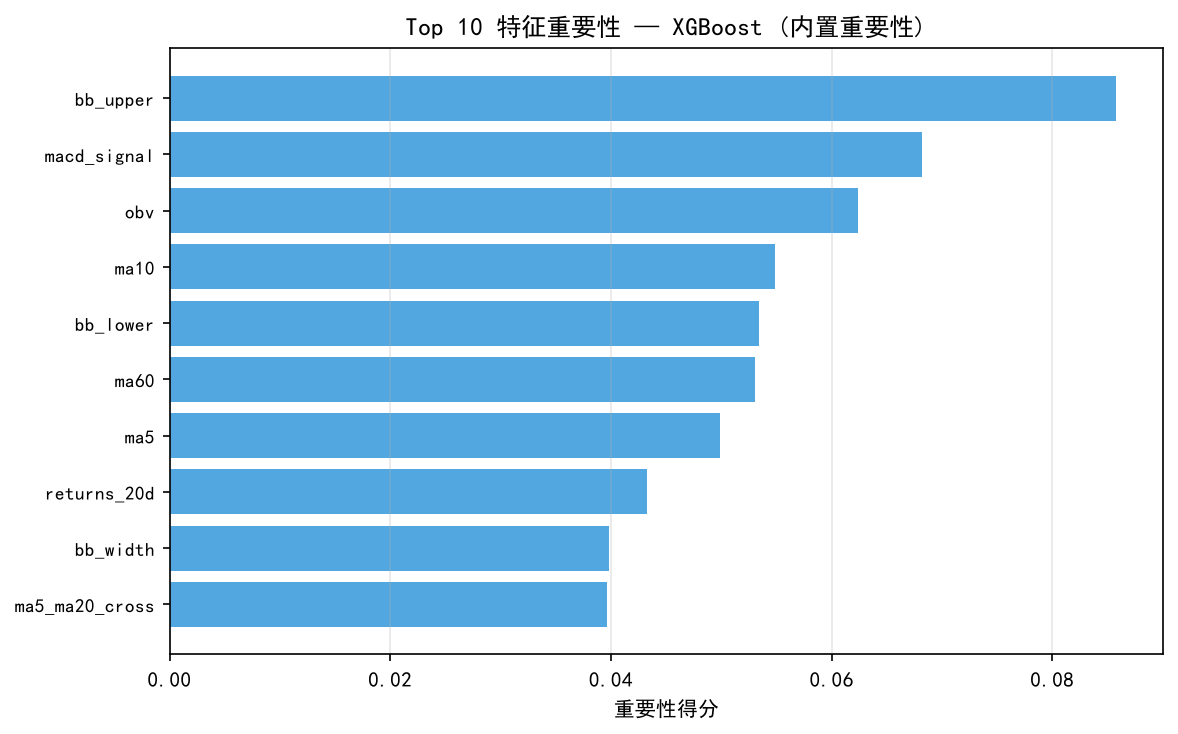 Top 10 特征重要性 — XGBoost (内置重要性)
bb_upper
macd_signal
obv
ma10
bb_lower
ma60
ma5
returns_20d
bb_width
ma5_ma20_cross
0.00 0.02 0.04 0.06 0.08
重要性得分